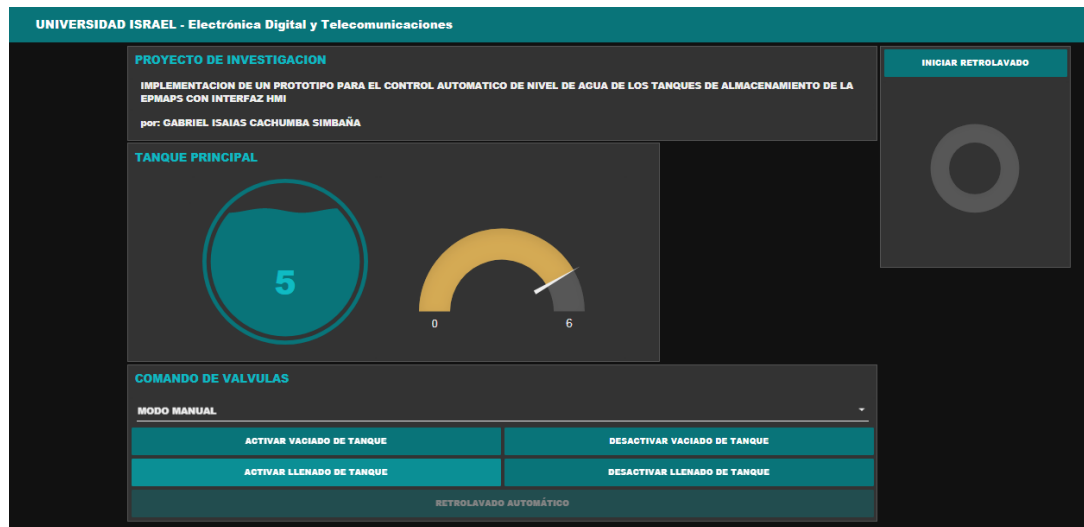 UNIVERSIDAD ISRAEL - Electrónica Digital y Telecomunicaciones
PROYECTO DE INVESTIGACION
IMPLEMENTACION DE UN PROTOTIPO PARA EL CONTROL AUTOMATICO DE NIVEL DE AGUA DE LOS TANQUES DE ALMACENAMIENTO DE LA
EPMAPS CON INTERFAZ HMI
por: GABRIEL ISAIAS CACHUMBA SIMBAÑA
INICIAR RETROLAVADO
TANQUE PRINCIPAL
5
0
6
COMANDO DE VALVULAS
MODO MANUAL
ACTIVAR VACIADO DE TANQUE
DESACTIVAR VACIADO DE TANQUE
ACTIVAR LLENADO DE TANQUE
DESACTIVAR LLENADO DE TANQUE
RETROLAVADO AUTOMÁTICO